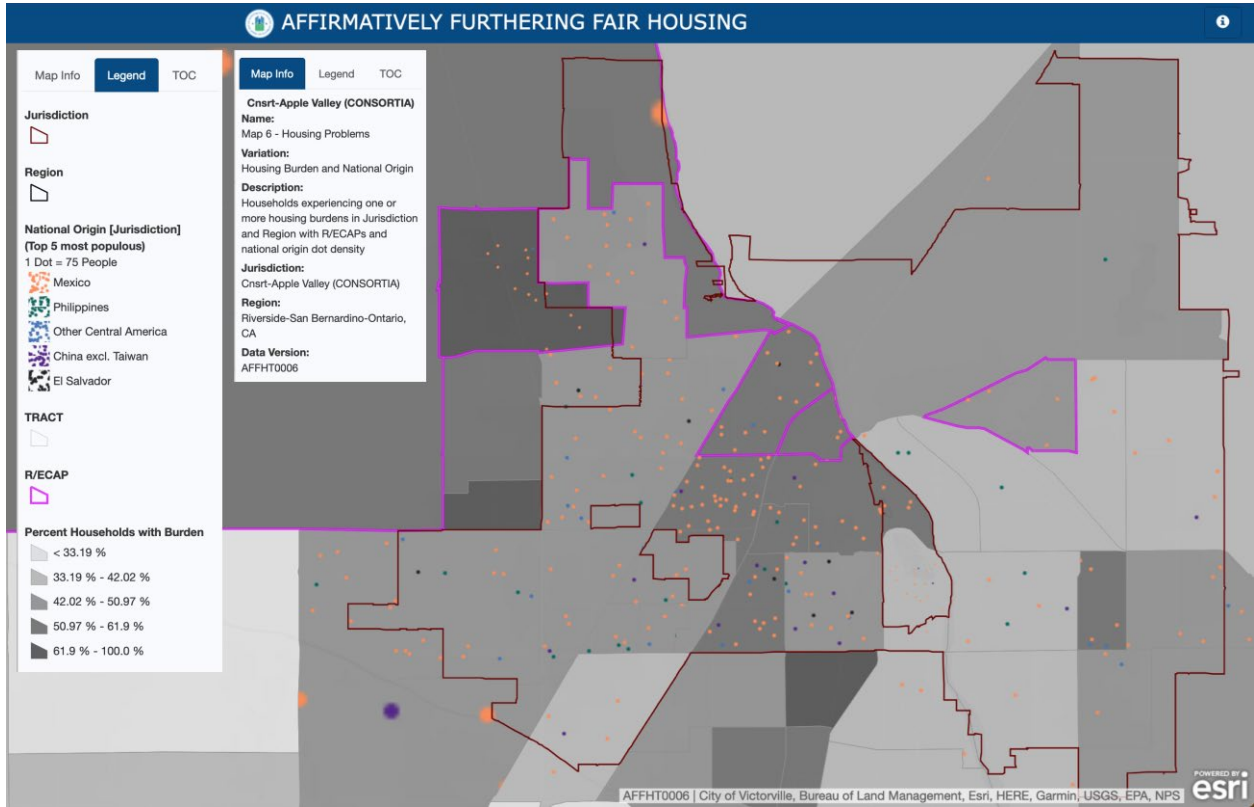 AFFIRMATIVELY FURTHERING FAIR HOUSING
Map Info Legend TOC
Jurisdiction
Region
National Origin [Jurisdiction]
(Top 5 most populous)
1 Dot = 75 People
Mexico
Philippines
Other Central America
China excl. Taiwan
El Salvador
TRACT
R/ECAP
Percent Households with Burden
< 33.19 %
33.19 % - 42.02 %
42.02 % - 50.97 %
50.97 % - 61.9 %
61.9 % - 100.0 %
Map Info Legend TOC
Cnsrt-Apple Valley (CONSORTIA)
Name:
Map 6 - Housing Problems
Variation:
Housing Burden and National Origin
Description:
Households experiencing one or
more housing burdens in Jurisdiction
and Region with R/ECAPs and
national origin dot density
Jurisdiction:
Cnsrt-Apple Valley (CONSORTIA)
Region:
Riverside-San Bernardino-Ontario,
CA
Data Version:
AFFHT0006
AFFHT0006 | City of Victorville, Bureau of Land Management, Esri, HERE, Garmin, USGS, EPA, NPS
POWERED BY
esri